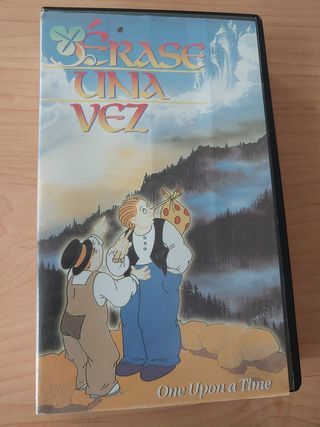 ÉRASE
UNA
VEZ
One Upon a Time